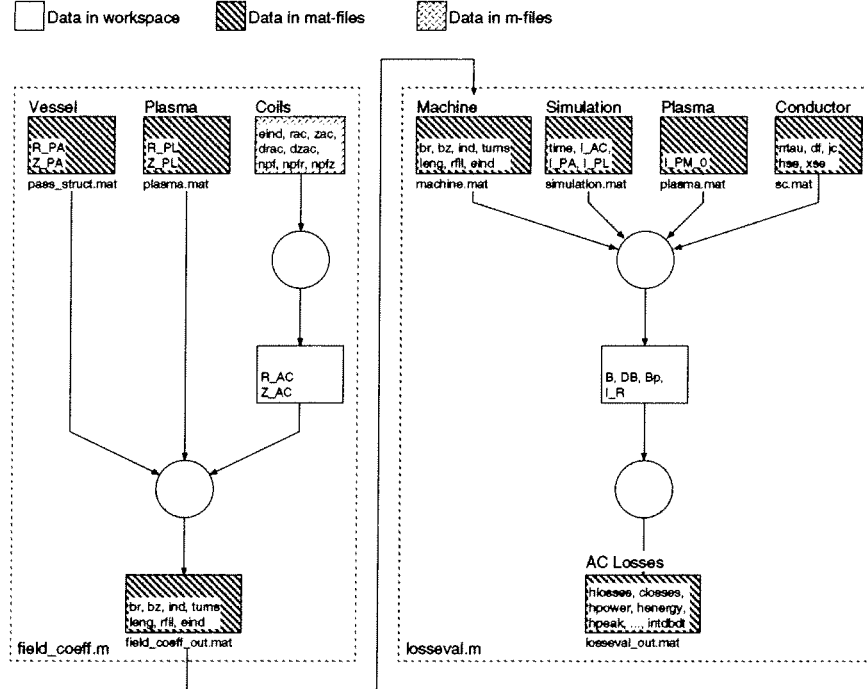 Data in workspace
Data in mat-files
Data in m-files
Vessel
R_PA
Z_PA
pass_struct.mat
Plasma
R_PL
Z_PL
plasma.mat
Coils
eind, rac, zac,
drac, dzac,
npf, npfr, npfz
R_AC
Z_AC
br, bz, ind, turns
leng, rfil, eind
field_coeff_out.mat
field_coeff.m
Machine
br, bz, ind, turns
leng, rfil, eind
machine.mat
Simulation
time, I_AC,
I_PA, I_PL
simulation.mat
Plasma
I_PM_0
plasma.mat
Conductor
ntau, df, jc,
hse, xse
sc.mat
B, DB, Bp,
I_R
AC Losses
hlosses, closses,
hpower, henergy,
hpeak, ..., intdbdt
losseval_out.mat
losseval.m